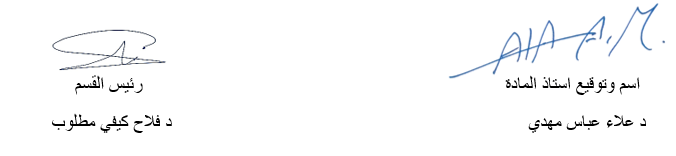 اسم وتوقيع استاذ المادة
رئيس القسم
د علاء عباس مهدي
د فلاح كيفي مطلوب